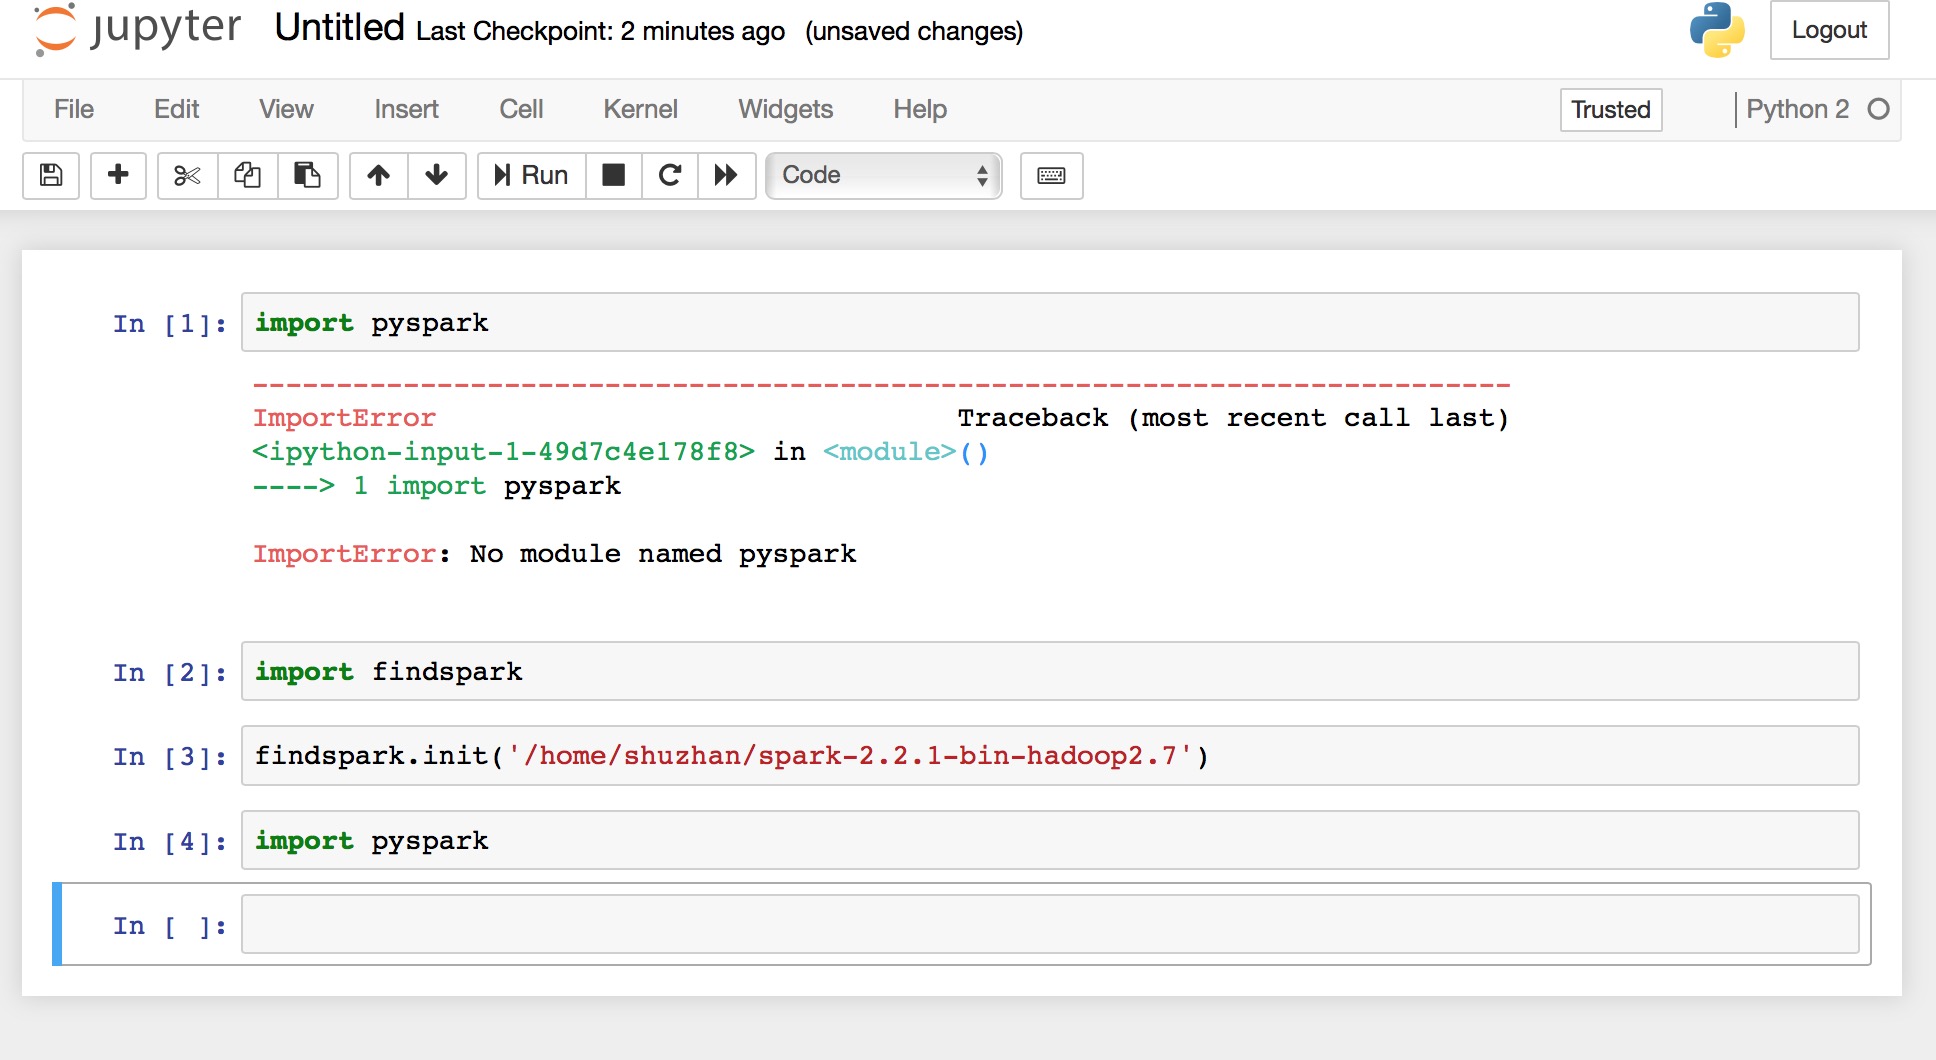 jupyter Untitled Last Checkpoint: 2 minutes ago (unsaved changes) Logout
File Edit View Insert Cell Kernel Widgets Help Trusted Python 2
Run Code
In [1]: import pyspark
---------------------------------------------------------------------------
ImportError Traceback (most recent call last)
<ipython-input-1-49d7c4e178f8> in <module>()
----> 1 import pyspark
ImportError: No module named pyspark
In [2]: import findspark
In [3]: findspark.init('/home/shuzhan/spark-2.2.1-bin-hadoop2.7')
In [4]: import pyspark
In [ ]: